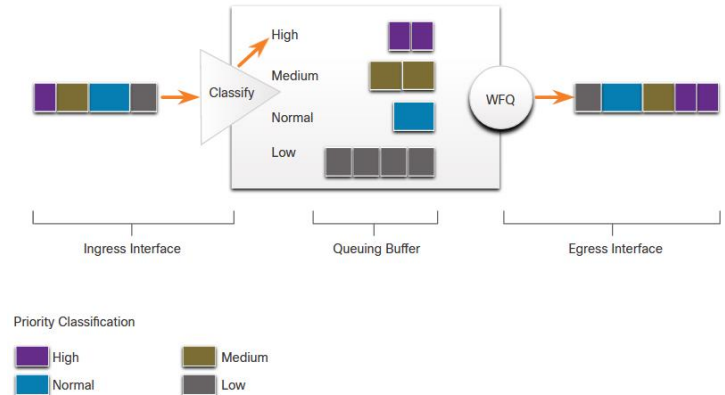 High
Medium
Classify
WFQ
Normal
Low
Ingress Interface
Queuing Buffer
Egress Interface
Priority Classification
High
Medium
Normal
Low